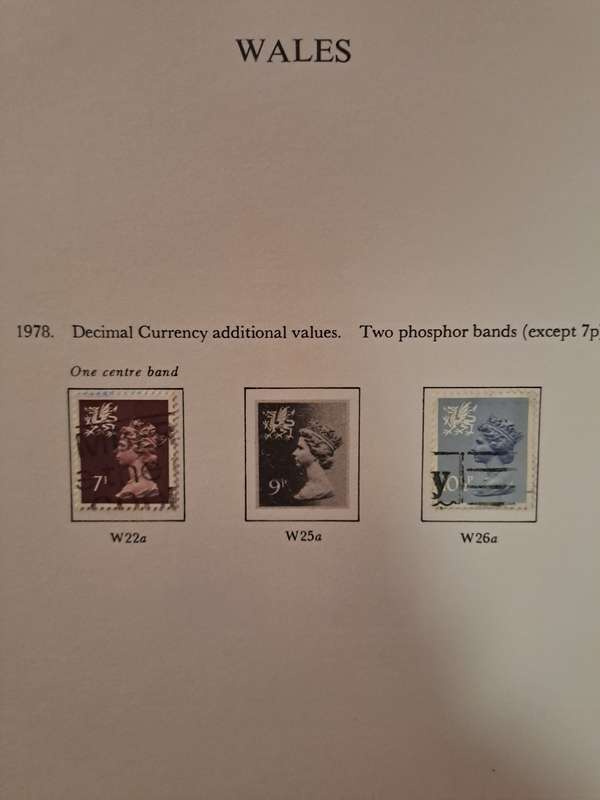 WALES
1978. Decimal Currency additional values. Two phosphor bands (except 7p)
One centre band
7P
9P
10½P
y
W22a
W25a
W26a